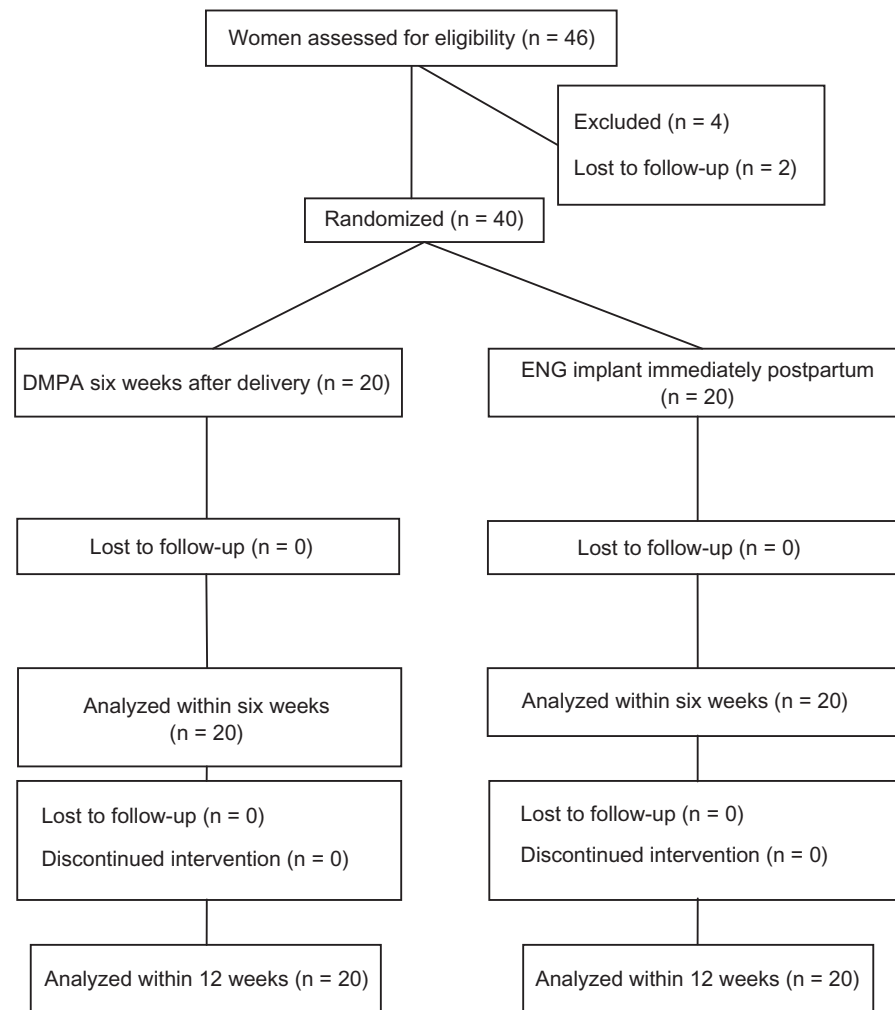 Women assessed for eligibility (n = 46)
Excluded (n = 4)
Lost to follow-up (n = 2)
Randomized (n = 40)
DMPA six weeks after delivery (n = 20)
ENG implant immediately postpartum
(n = 20)
Lost to follow-up (n = 0)
Lost to follow-up (n = 0)
Analyzed within six weeks
(n = 20)
Analyzed within six weeks (n = 20)
Lost to follow-up (n = 0)
Discontinued intervention (n = 0)
Lost to follow-up (n = 0)
Discontinued intervention (n = 0)
Analyzed within 12 weeks (n = 20)
Analyzed within 12 weeks (n = 20)